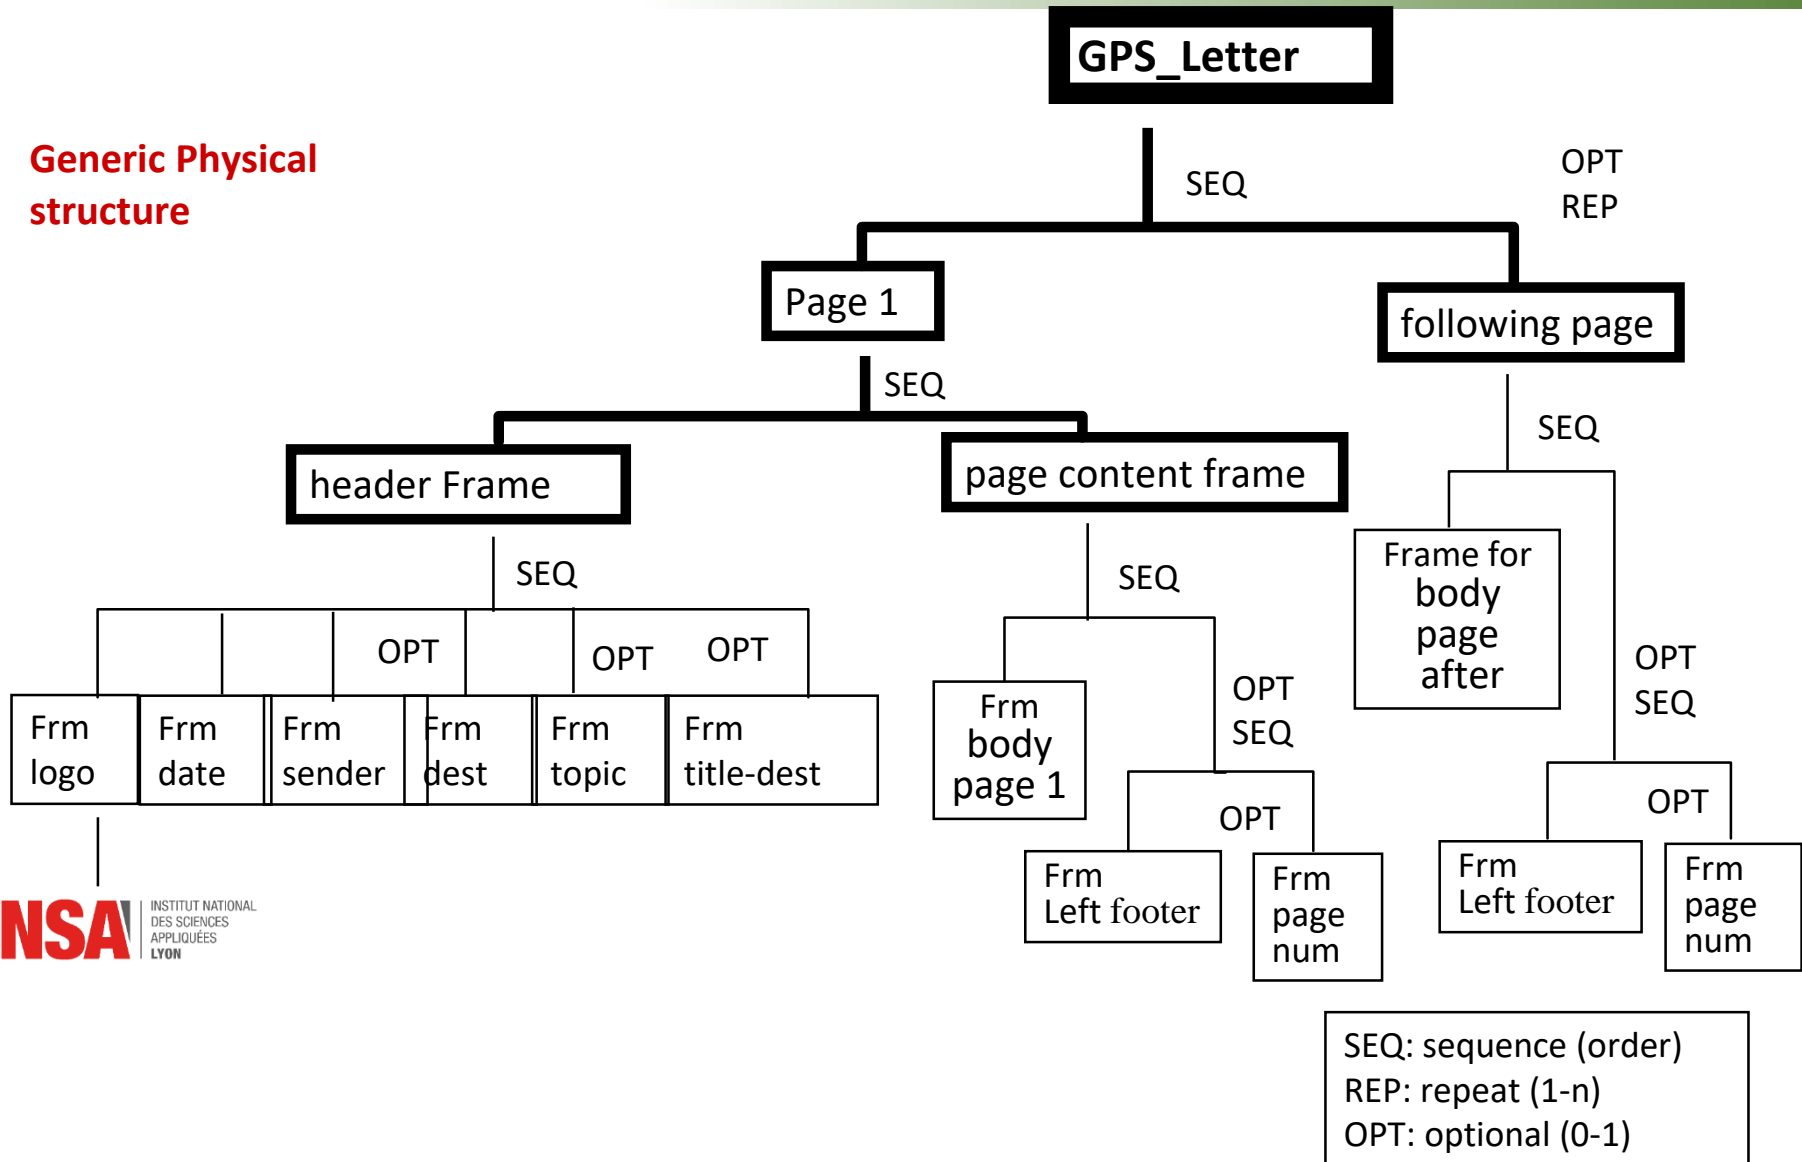 GPS_Letter
Generic Physical
structure
SEQ
OPT
REP
Page 1
following page
SEQ
SEQ
header Frame
page content frame
SEQ
SEQ
Frame for
body
page
after
OPT
OPT
OPT
OPT
SEQ
OPT
SEQ
Frm
logo
Frm
date
Frm
sender
Frm
dest
Frm
topic
Frm
title-dest
Frm
body
page 1
OPT
OPT
Frm
Left footer
Frm
page
num
Frm
Left footer
Frm
page
num
NSA
INSTITUT NATIONAL
DES SCIENCES
APPLIQUÉES
LYON
SEQ: sequence (order)
REP: repeat (1-n)
OPT: optional (0-1)